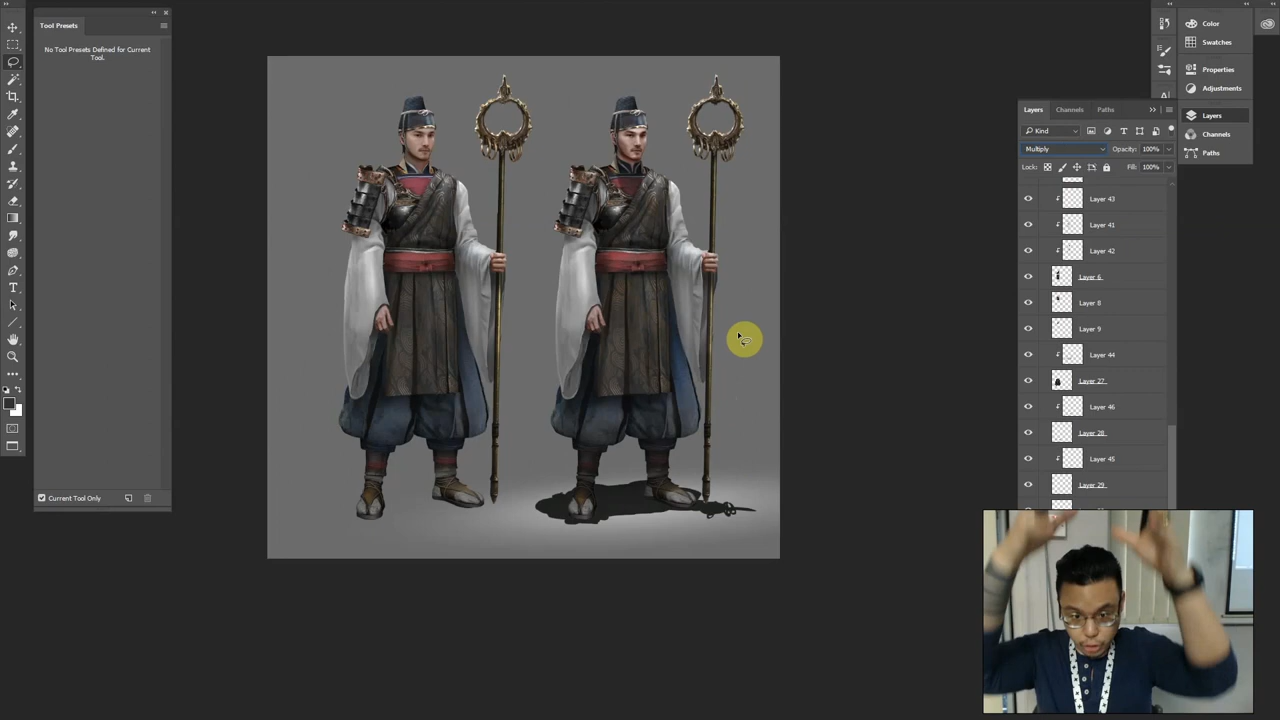 Tool Presets
No Tool Presets Defined for Current
Tool.
Current Tool Only
Color
Swatches
Properties
Adjustments
Layers
Channels
Paths
Layers
Channels
Paths
Kind
Multiply
Opacity:
100%
Lock:
Fill:
100%
Layer 43
Layer 41
Layer 42
Layer 6
Layer 8
Layer 9
Layer 44
Layer 27
Layer 46
Layer 28
Layer 45
Layer 29